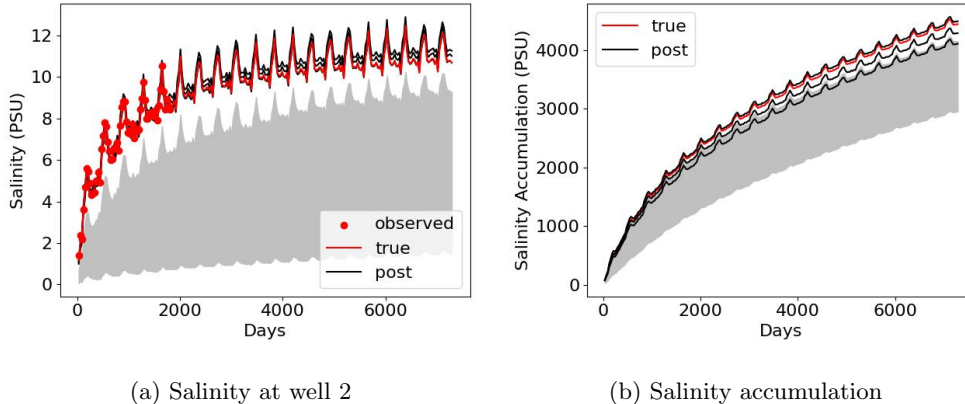 12
10
8
6
4
2
0
Salinity (PSU)
observed
true
post
0
2000
4000
6000
Days
(a) Salinity at well 2
4000
3000
2000
1000
0
Salinity Accumulation (PSU)
true
post
0
2000
4000
6000
Days
(b) Salinity accumulation